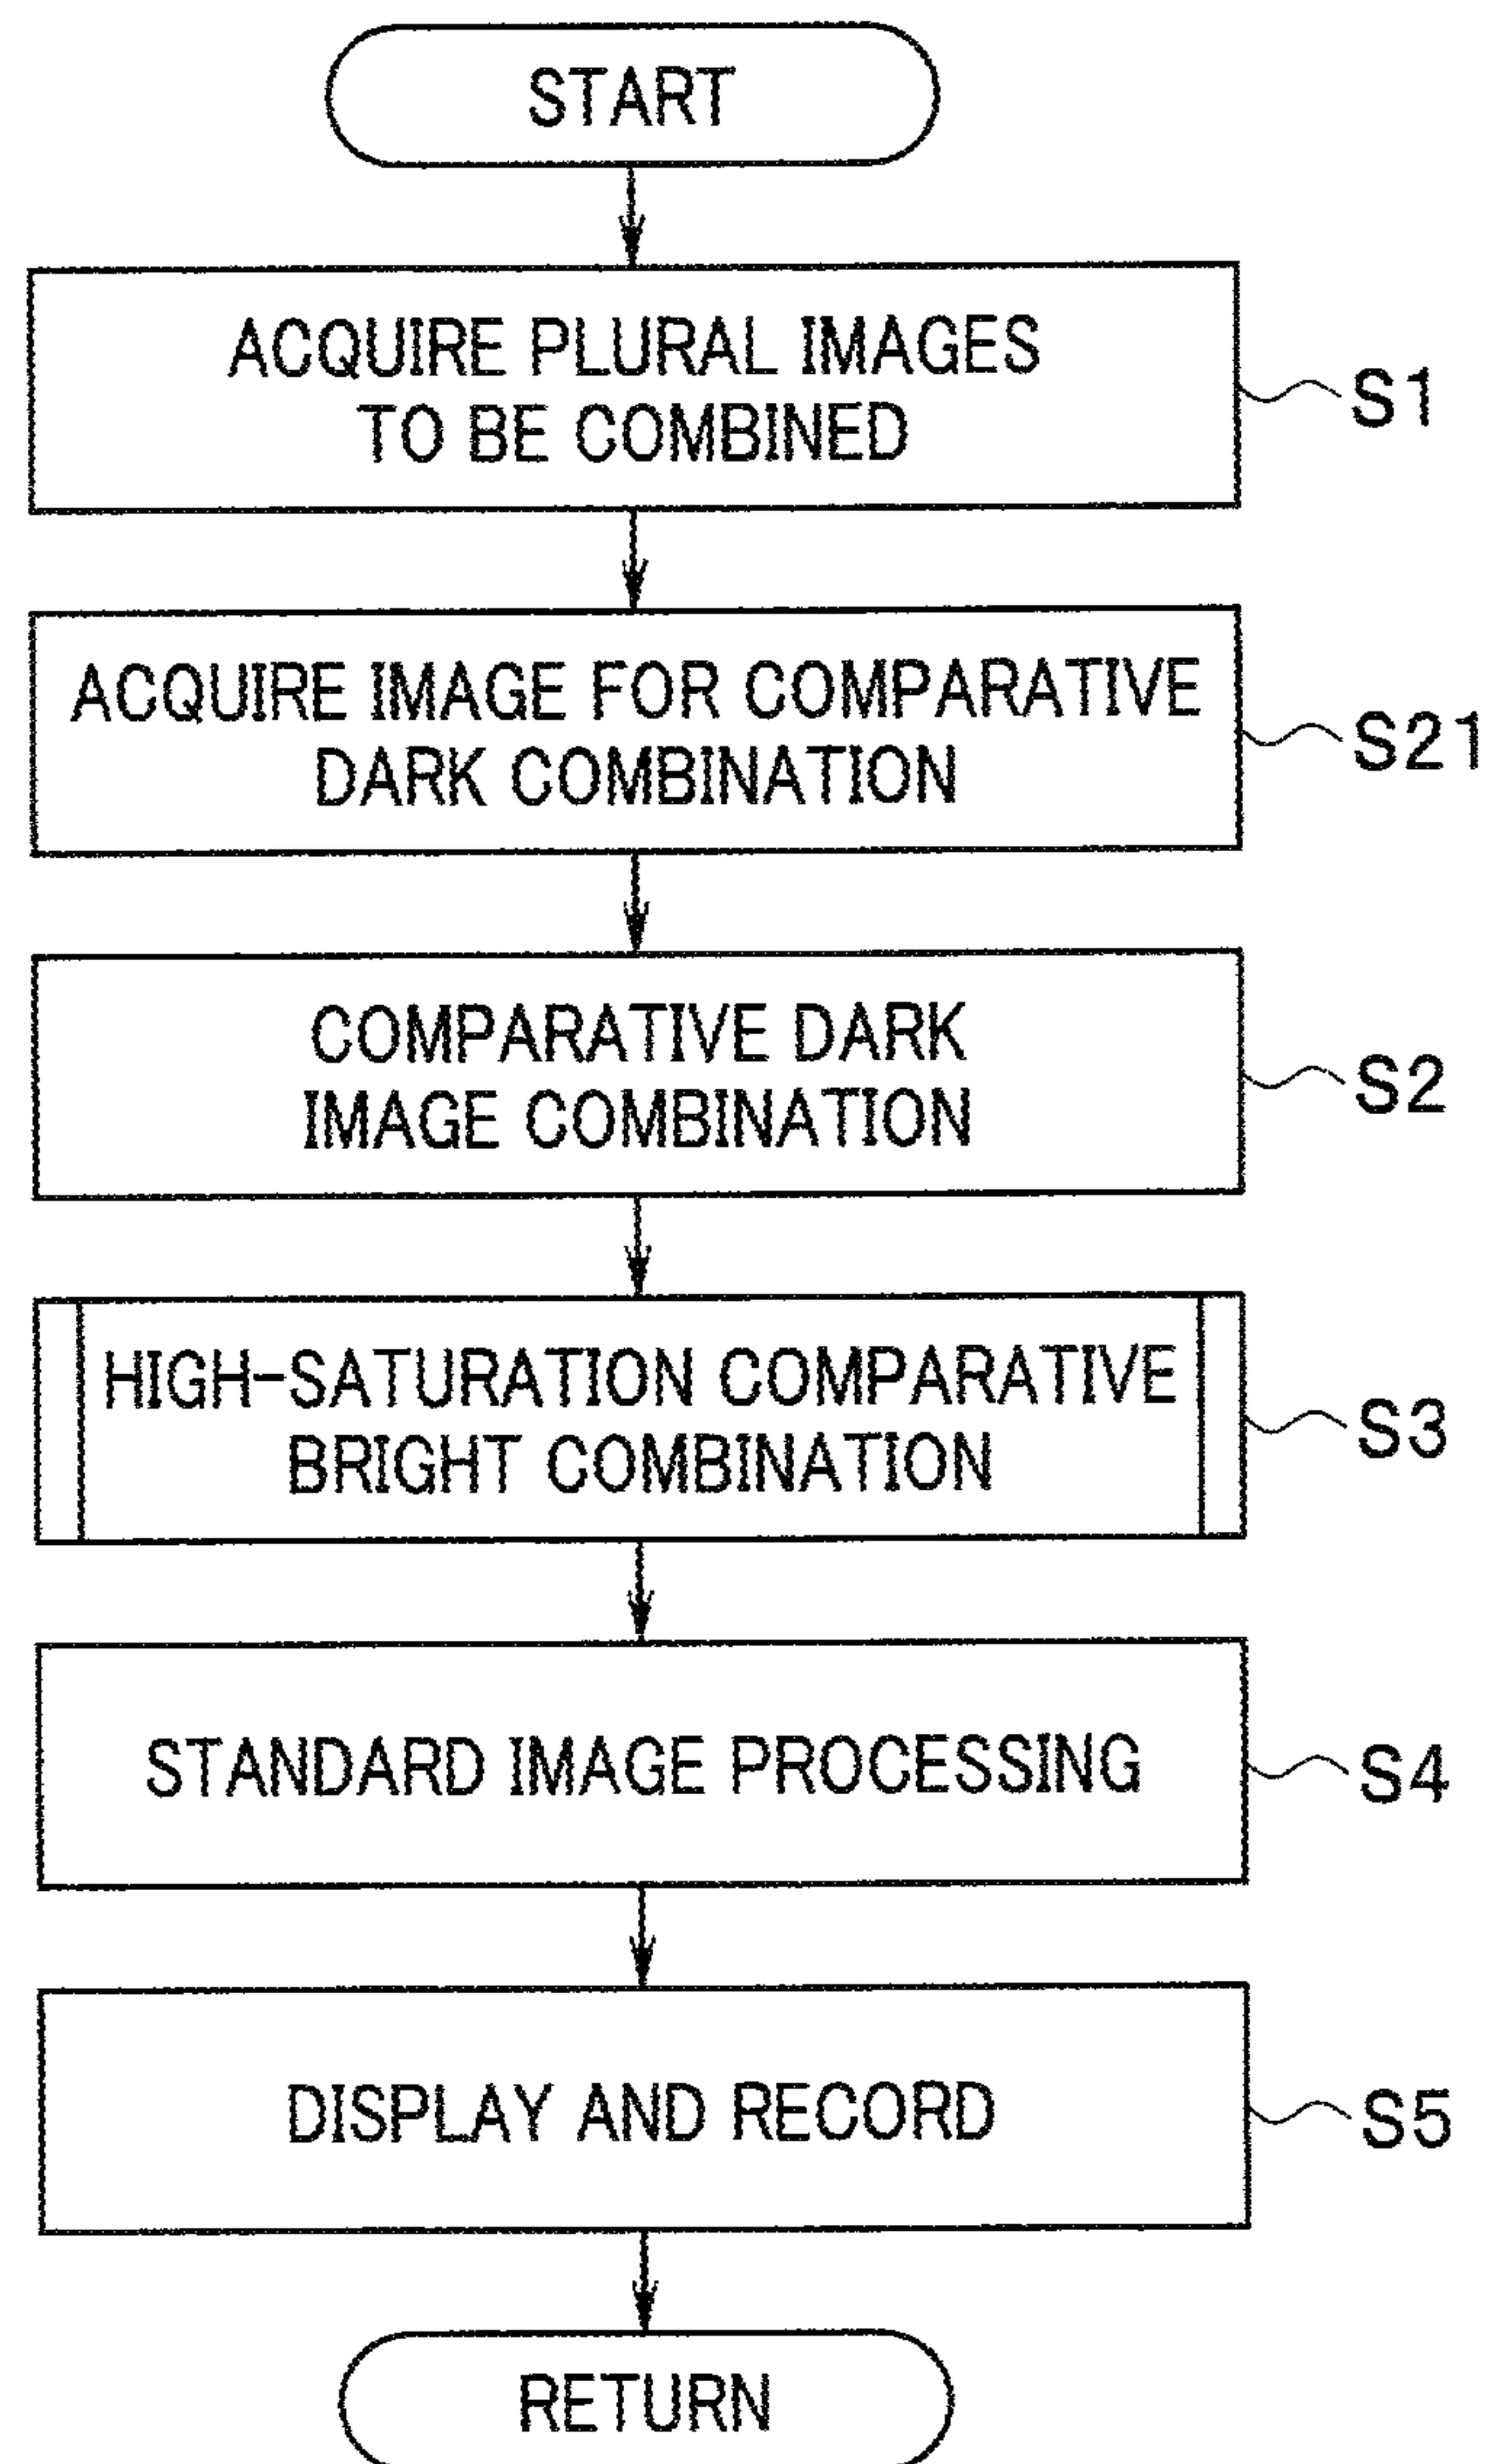 START
ACQUIRE PLURAL IMAGES
TO BE COMBINED
S1
ACQUIRE IMAGE FOR COMPARATIVE
DARK COMBINATION
S21
COMPARATIVE DARK
IMAGE COMBINATION
S2
HIGH-SATURATION COMPARATIVE
BRIGHT COMBINATION
S3
STANDARD IMAGE PROCESSING
S4
DISPLAY AND RECORD
S5
RETURN